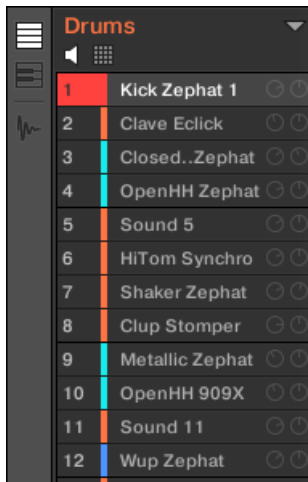 Drums
1 Kick Zephat 1
2 Clave Eclick
3 Closed..Zephat
4 OpenHH Zephat
5 Sound 5
6 HiTom Synchro
7 Shaker Zephat
8 Clup Stomper
9 Metallic Zephat
10 OpenHH 909X
11 Sound 11
12 Wup Zephat